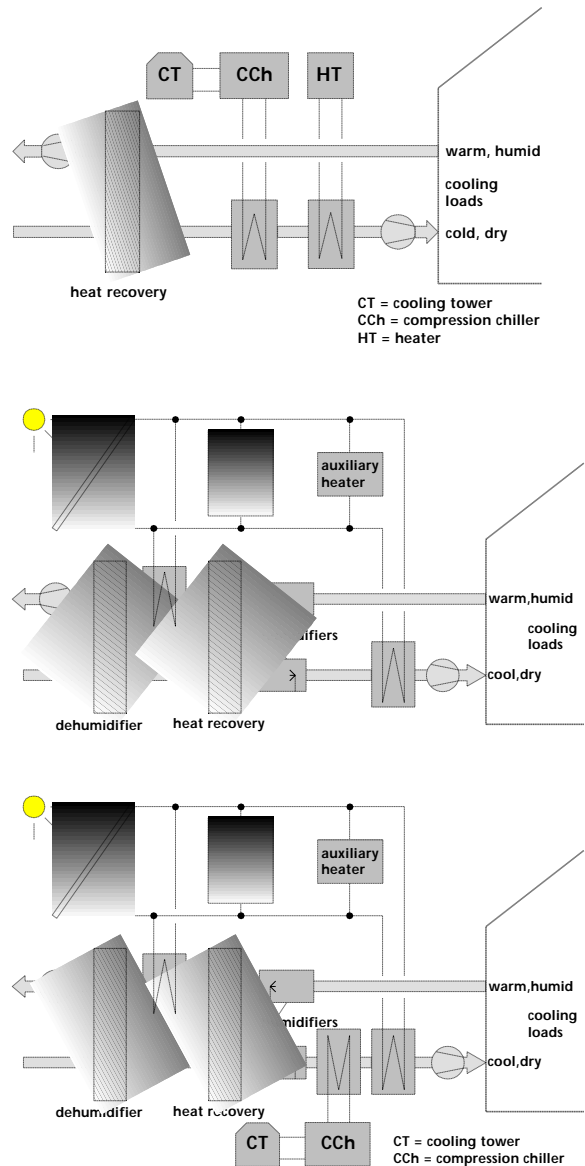 CT
CCh
HT
warm, humid
cooling
loads
cold, dry
heat recovery
CT = cooling tower
CCh = compression chiller
HT = heater
auxiliary
heater
warm,humid
cooling
loads
cool,dry
dehumidifier
heat recovery
auxiliary
heater
warm,humid
cooling
loads
cool,dry
dehumidifier
heat recovery
CT
CCh
CT = cooling tower
CCh = compression chiller